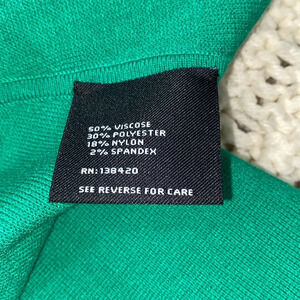 50% VISCOSE
30% POLYESTER
18% NYLON
2% SPANDEX
RN: 138420
SEE REVERSE FOR CARE